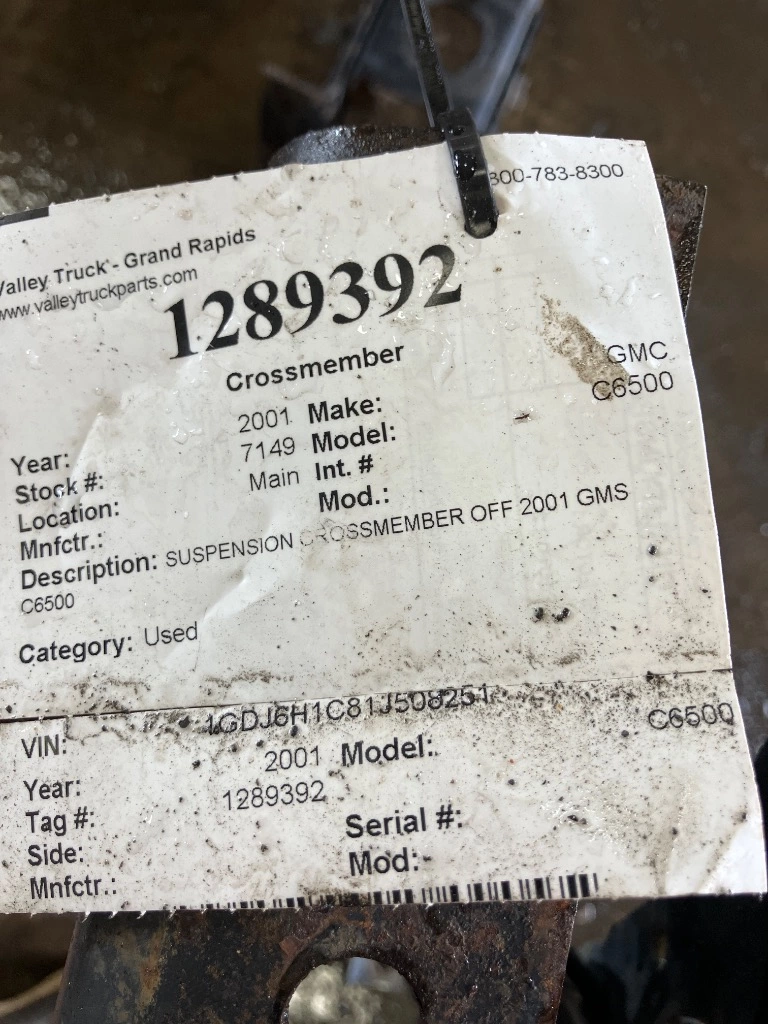 800-783-8300
Valley Truck - Grand Rapids
www.valleytruckparts.com
1289392
Crossmember
Year: 2001 Make: GMC
Stock #: 7149 Model: C6500
Location: Main Int. #
Mnfctr.: Mod.:
Description: SUSPENSION CROSSMEMBER OFF 2001 GMS
C6500
Category: Used
VIN: 1GDJ6H1C81J508251
Year: 2001 Model: C6500
Tag #: 1289392
Side: Serial #:
Mnfctr.: Mod:-